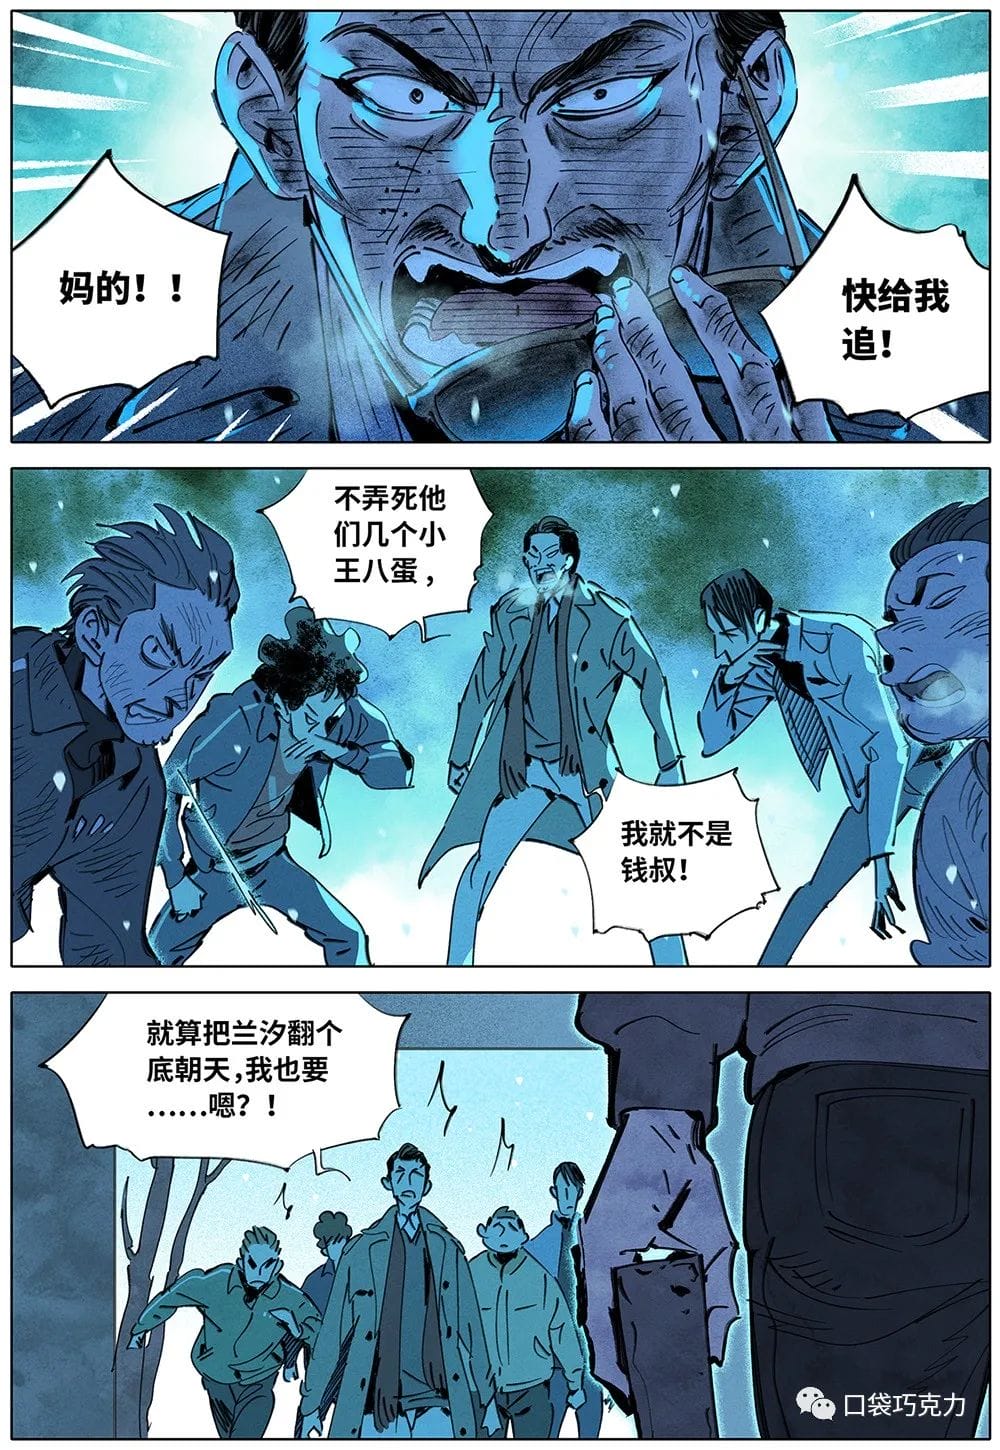 妈的！！
快给我
追！
不弄死他
们几个小
王八蛋，
我就不是
钱叔！
就算把兰汐翻个
底朝天，我也要
……嗯？！
口袋巧克力